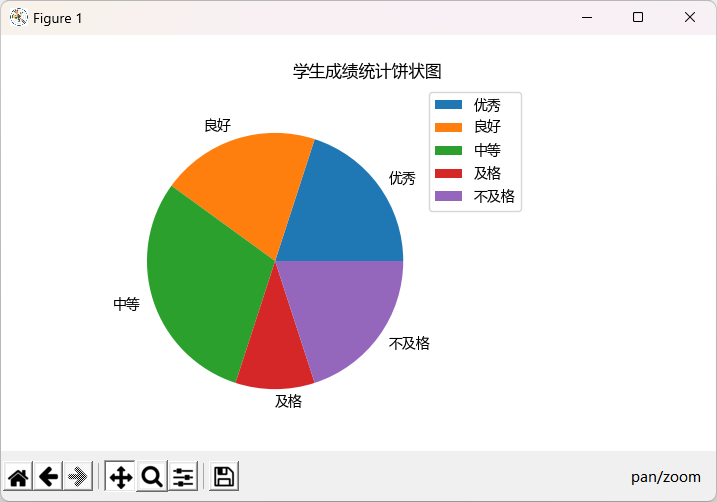 Figure 1
学生成绩统计饼状图
优秀
良好
中等
及格
不及格
良好
优秀
中等
不及格
及格
pan/zoom